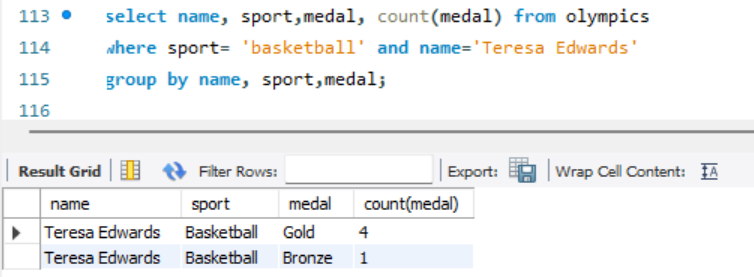 113 select name, sport,medal, count(medal) from olympics
114 where sport= 'basketball' and name='Teresa Edwards'
115 group by name, sport,medal;
116
Result Grid Filter Rows: Export: Wrap Cell Content:
name sport medal count(medal)
Teresa Edwards Basketball Gold 4
Teresa Edwards Basketball Bronze 1